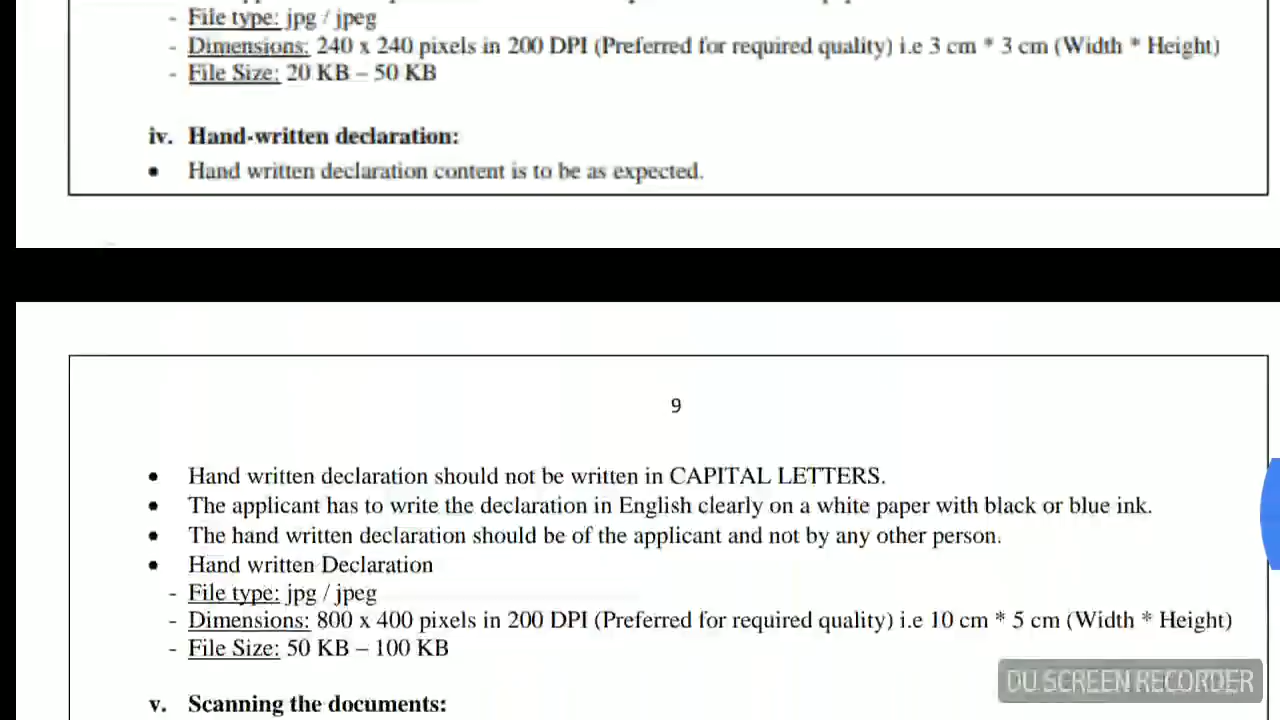 - File type: jpg / jpeg
- Dimensions: 240 x 240 pixels in 200 DPI (Preferred for required quality) i.e 3 cm * 3 cm (Width * Height)
- File Size: 20 KB – 50 KB
iv. Hand-written declaration:
• Hand written declaration content is to be as expected.
9
• Hand written declaration should not be written in CAPITAL LETTERS.
• The applicant has to write the declaration in English clearly on a white paper with black or blue ink.
• The hand written declaration should be of the applicant and not by any other person.
• Hand written Declaration
- File type: jpg / jpeg
- Dimensions: 800 x 400 pixels in 200 DPI (Preferred for required quality) i.e 10 cm * 5 cm (Width * Height)
- File Size: 50 KB – 100 KB
DU SCREEN RECORDER
v. Scanning the documents: